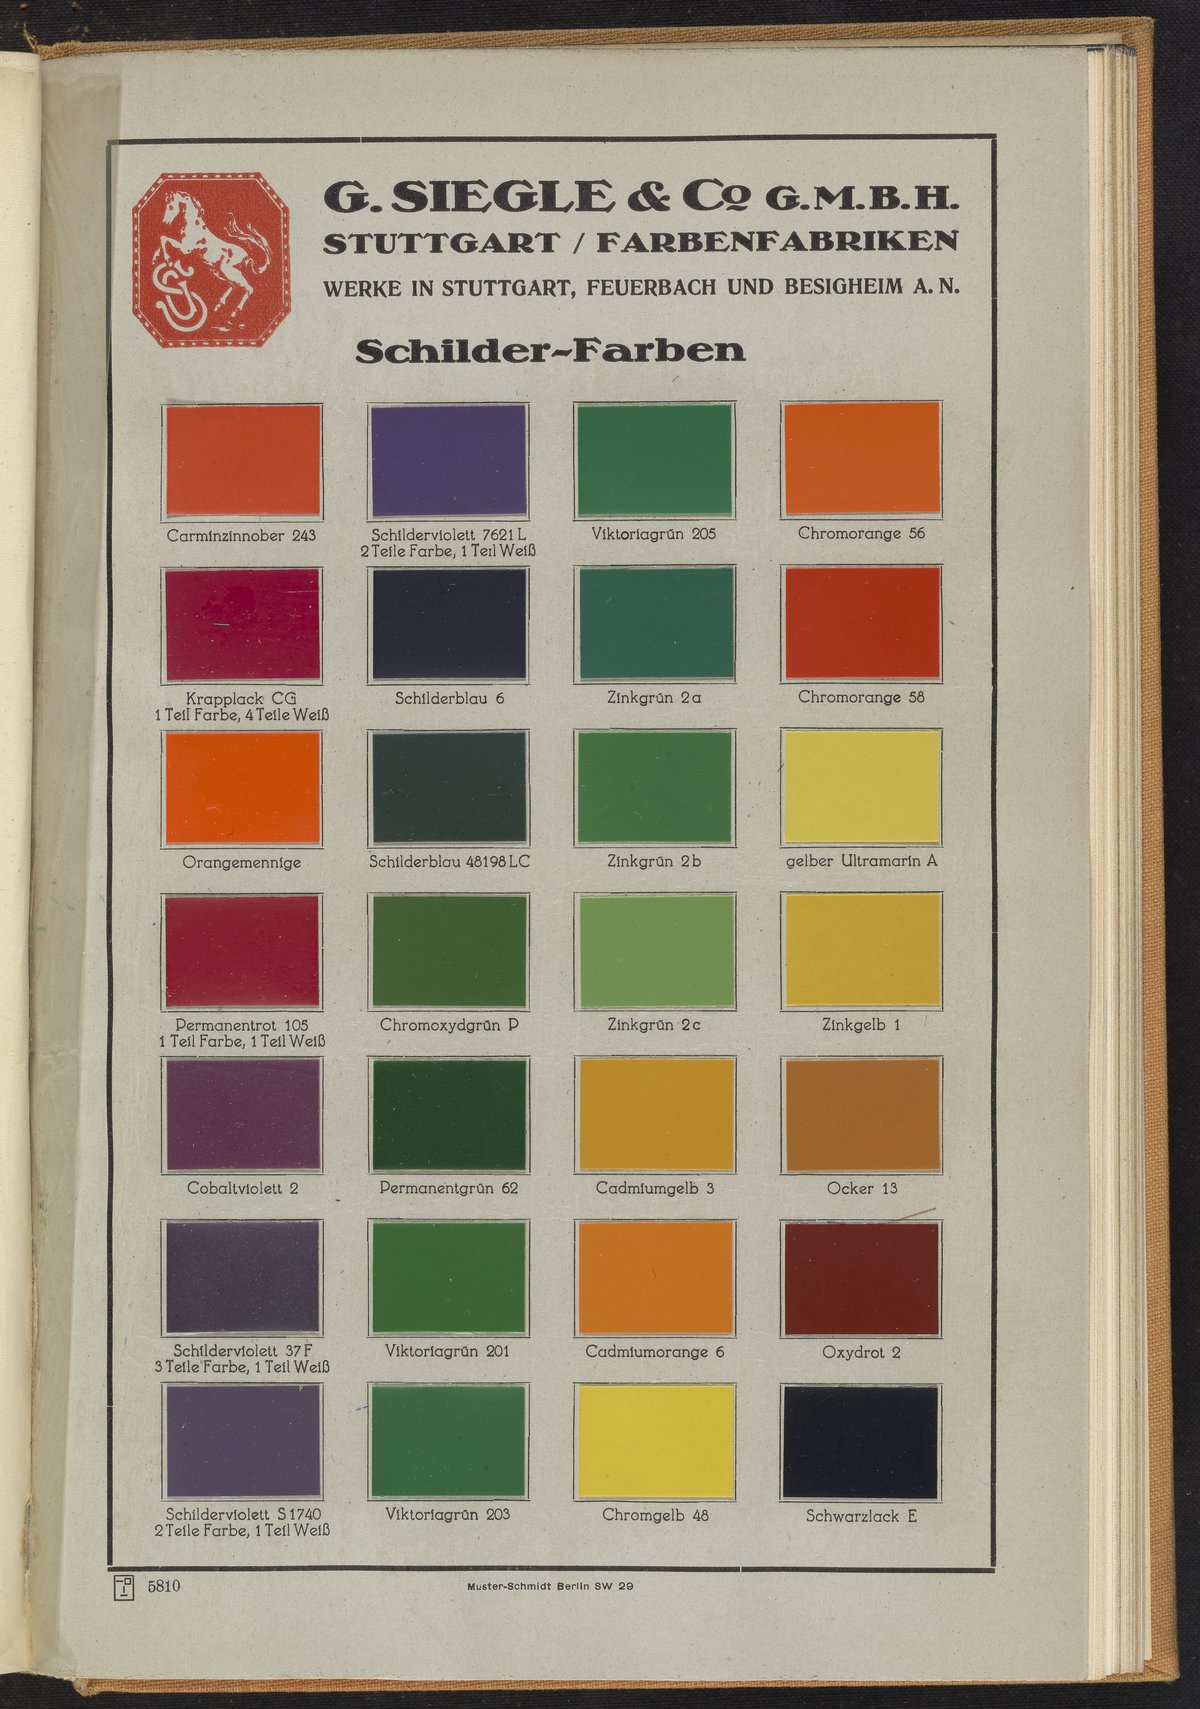 G. SIEGLE & Co G.M.B.H.
STUTTGART / FARBENFABRIKEN
WERKE IN STUTTGART, FEUERBACH UND BESIGHEIM A. N.
Schilder-Farben
Carminzinnober 243
Schilderviolett 7621 L
2 Teile Farbe, 1 Teil Weiß
Viktoriagrün 205
Chromorange 56
Krapplack CG
1 Teil Farbe, 4 Teile Weiß
Schilderblau 6
Zinkgrün 2a
Chromorange 58
Orangemennige
Schilderblau 48198 LC
Zinkgrün 2b
gelber Ultramarin A
Permanentrot 105
1 Teil Farbe, 1 Teil Weiß
Chromoxydgrün P
Zinkgrün 2c
Zinkgelb 1
Cobaltviolett 2
Permanentgrün 62
Cadmiumgelb 3
Ocker 13
Schilderviolett 37 F
3 Teile Farbe, 1 Teil Weiß
Viktoriagrün 201
Cadmiumorange 6
Oxydrot 2
Schilderviolett S 1740
2 Teile Farbe, 1 Teil Weiß
Viktoriagrün 203
Chromgelb 48
Schwarzlack E
5810
Muster-Schmidt Berlin SW 29